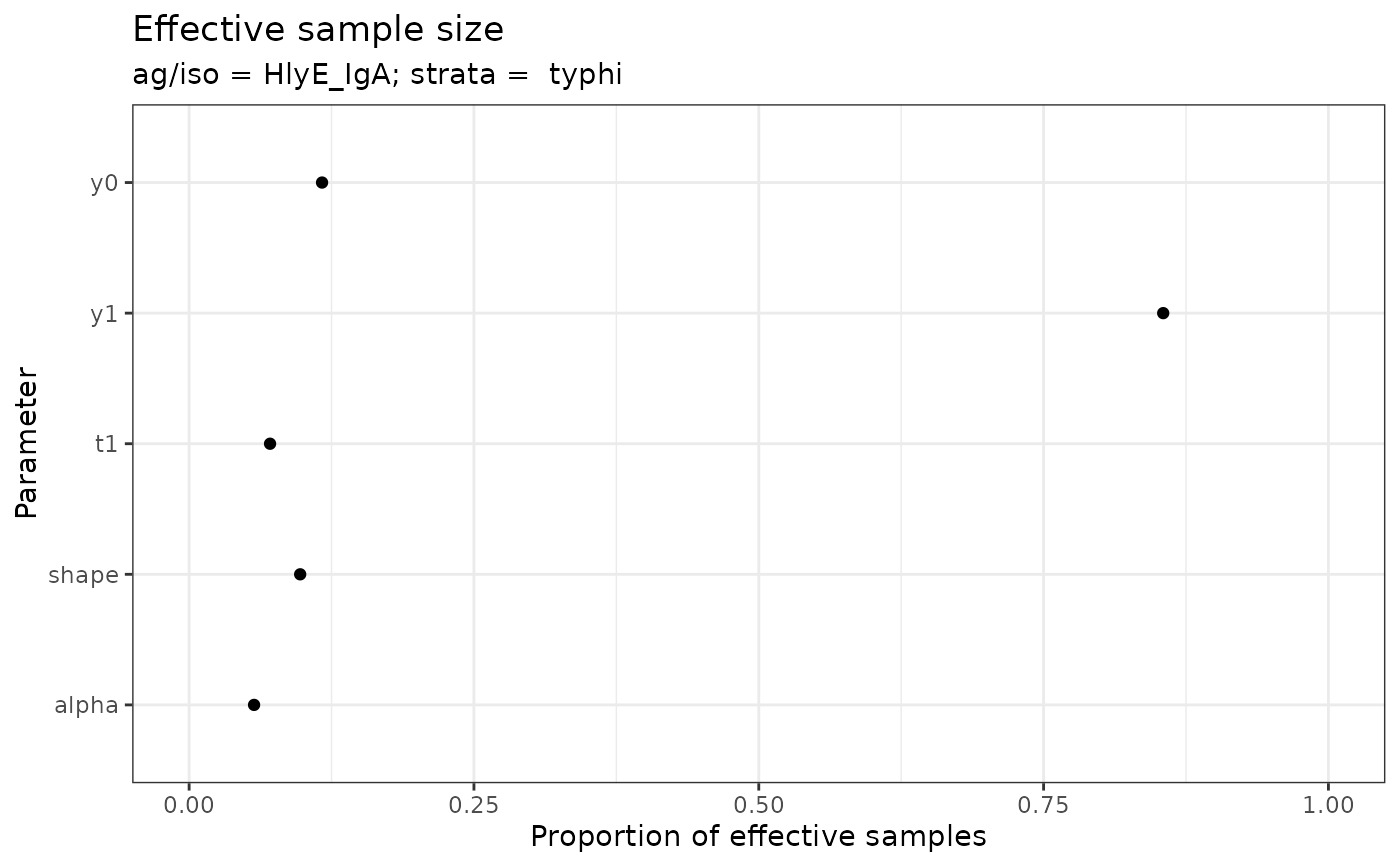 Effective sample size
ag/iso = HlyE_IgA; strata =  typhi
Parameter
y0
y1
t1
shape
alpha
0.00 0.25 0.50 0.75 1.00
Proportion of effective samples